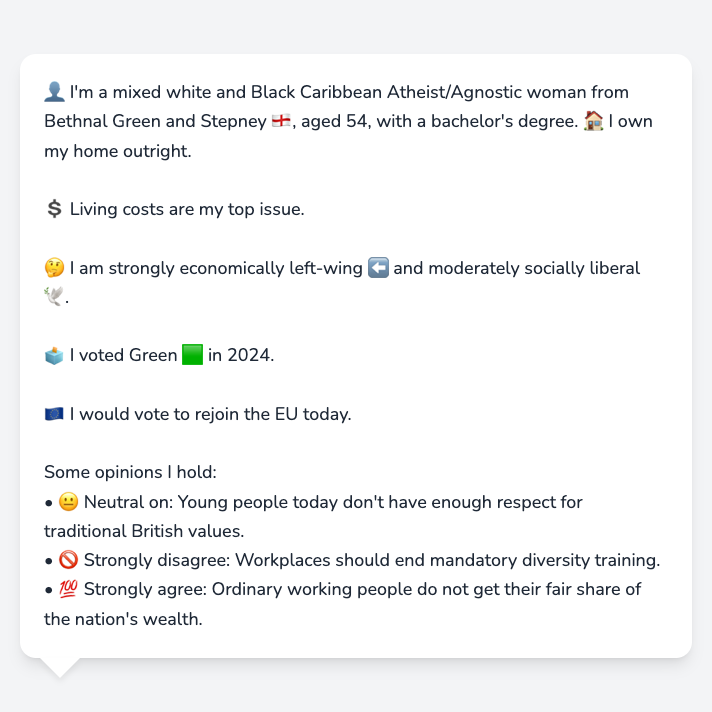 👤 I'm a mixed white and Black Caribbean Atheist/Agnostic woman from
Bethnal Green and Stepney 🏴󠁧󠁢󠁥󠁮󠁧󠁿, aged 54, with a bachelor's degree. 🏠 I own
my home outright.
💲 Living costs are my top issue.
🤔 I am strongly economically left-wing ⬅️ and moderately socially liberal
🕊️.
🗳️ I voted Green 🟩 in 2024.
🇪🇺 I would vote to rejoin the EU today.
Some opinions I hold:
• 😐 Neutral on: Young people today don't have enough respect for
traditional British values.
• 🚫 Strongly disagree: Workplaces should end mandatory diversity training.
• 💯 Strongly agree: Ordinary working people do not get their fair share of
the nation's wealth.